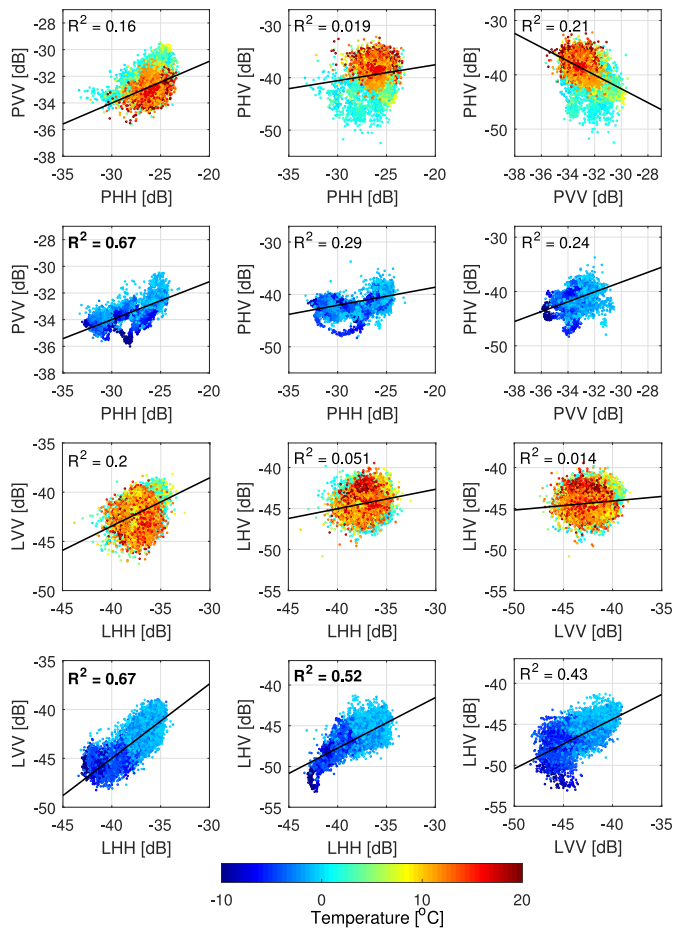 R² = 0.16
PVV [dB]
-28
-30
-32
-34
-36
-38
-35 -30 -25 -20
PHH [dB]
R² = 0.019
PHV [dB]
-40
-50
-35 -30 -25 -20
PHH [dB]
R² = 0.21
PHV [dB]
-40
-50
-38 -36 -34 -32 -30 -28
PVV [dB]
R² = 0.67
PVV [dB]
-28
-30
-32
-34
-36
-38
-35 -30 -25 -20
PHH [dB]
R² = 0.29
PHV [dB]
-40
-50
-35 -30 -25 -20
PHH [dB]
R² = 0.24
PHV [dB]
-40
-50
-38 -36 -34 -32 -30 -28
PVV [dB]
R² = 0.2
LVV [dB]
-35
-40
-45
-50
-45 -40 -35 -30
LHH [dB]
R² = 0.051
LHV [dB]
-40
-45
-50
-55
-45 -40 -35 -30
LHH [dB]
R² = 0.014
LHV [dB]
-40
-45
-50
-55
-50 -45 -40 -35
LVV [dB]
R² = 0.67
LVV [dB]
-35
-40
-45
-50
-45 -40 -35 -30
LHH [dB]
R² = 0.52
LHV [dB]
-40
-45
-50
-55
-45 -40 -35 -30
LHH [dB]
R² = 0.43
LHV [dB]
-40
-45
-50
-55
-50 -45 -40 -35
LVV [dB]
-10 0 10 20
Temperature [°C]